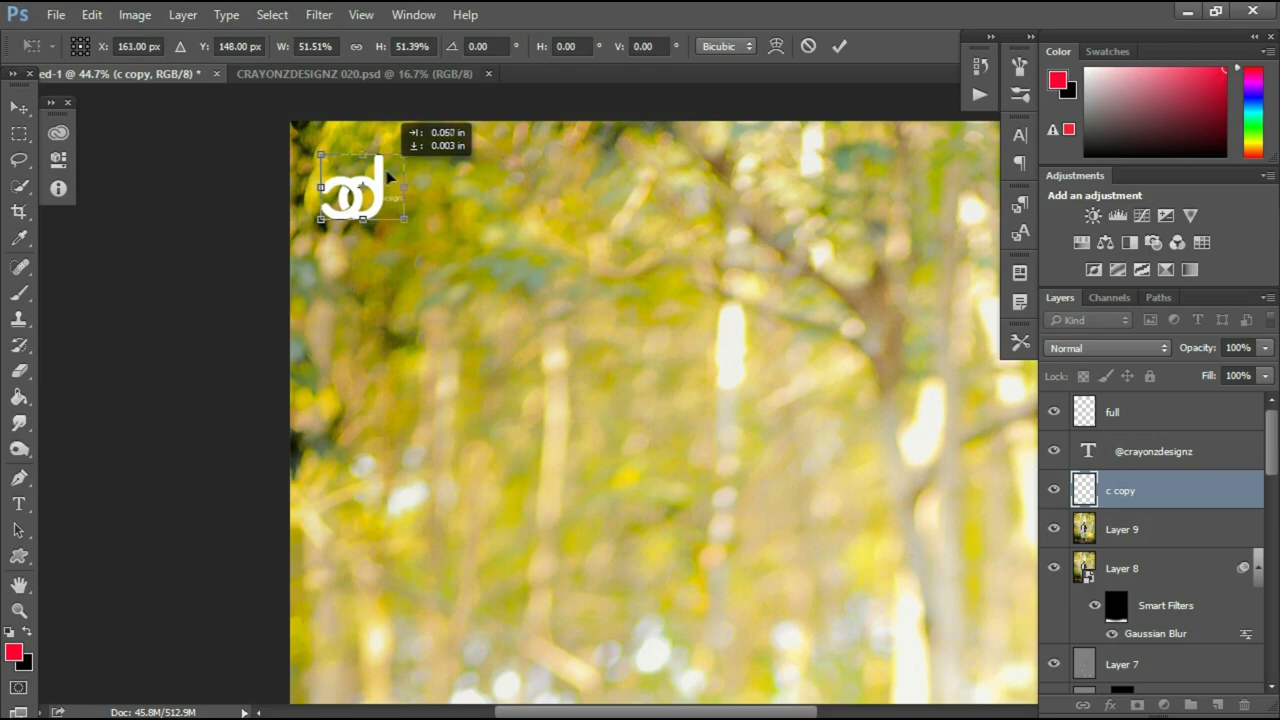 Ps File Edit Image Layer Type Select Filter View Window Help
X: 161.00 px Y: 148.00 px W: 51.51% H: 51.39% 0.00 ° H: 0.00 ° V: 0.00 ° Bicubic
ed-1 @ 44.7% (c copy, RGB/8) * × CRAYONZDESIGNZ 020.psd @ 16.7% (RGB/8) ×
Color Swatches
→I: 0.050 in
↓: 0.003 in
Adjustments
Add an adjustment
Layers Channels Paths
Kind
Normal Opacity: 100%
Lock: Fill: 100%
full
@crayonzdesignz
c copy
Layer 9
Layer 8
Smart Filters
Gaussian Blur
Layer 7
Doc: 45.8M/512.9M